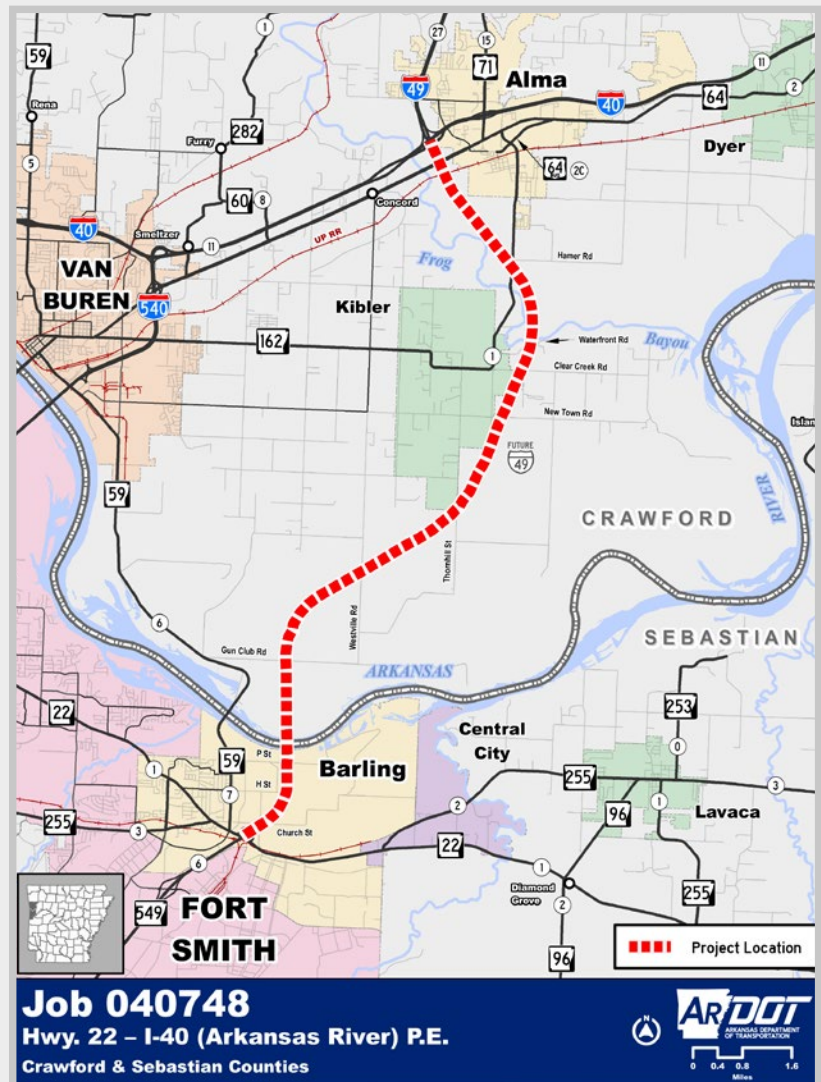 27
1
15
59
71
Alma
49
11
40
2
64
Rena
282
Furry
Dyer
64
2C
5
60
8
Concord
40
Smeltzer
11
UP RR
VAN
BUREN
Frog
Hamer Rd
540
Kibler
162
1
Waterfront Rd
Bayou
Clear Creek Rd
New Town Rd
Islan
FUTURE
49
59
RIVER
CRAWFORD
Thornhill St
Westville Rd
6
SEBASTIAN
Gun Club Rd
ARKANSAS
253
22
Central
City
59
P St
0
Barling
1
H St
255
3
7
2
96
1
Lavaca
255
3
Church St
22
6
1
Diamond
Grove
255
549
FORT
SMITH
2
96
Project Location
Job 040748
Hwy. 22 – I-40 (Arkansas River) P.E.
Crawford & Sebastian Counties
N
ARDOT
ARKANSAS DEPARTMENT
OF TRANSPORTATION
0 0.4 0.8 1.6
Miles